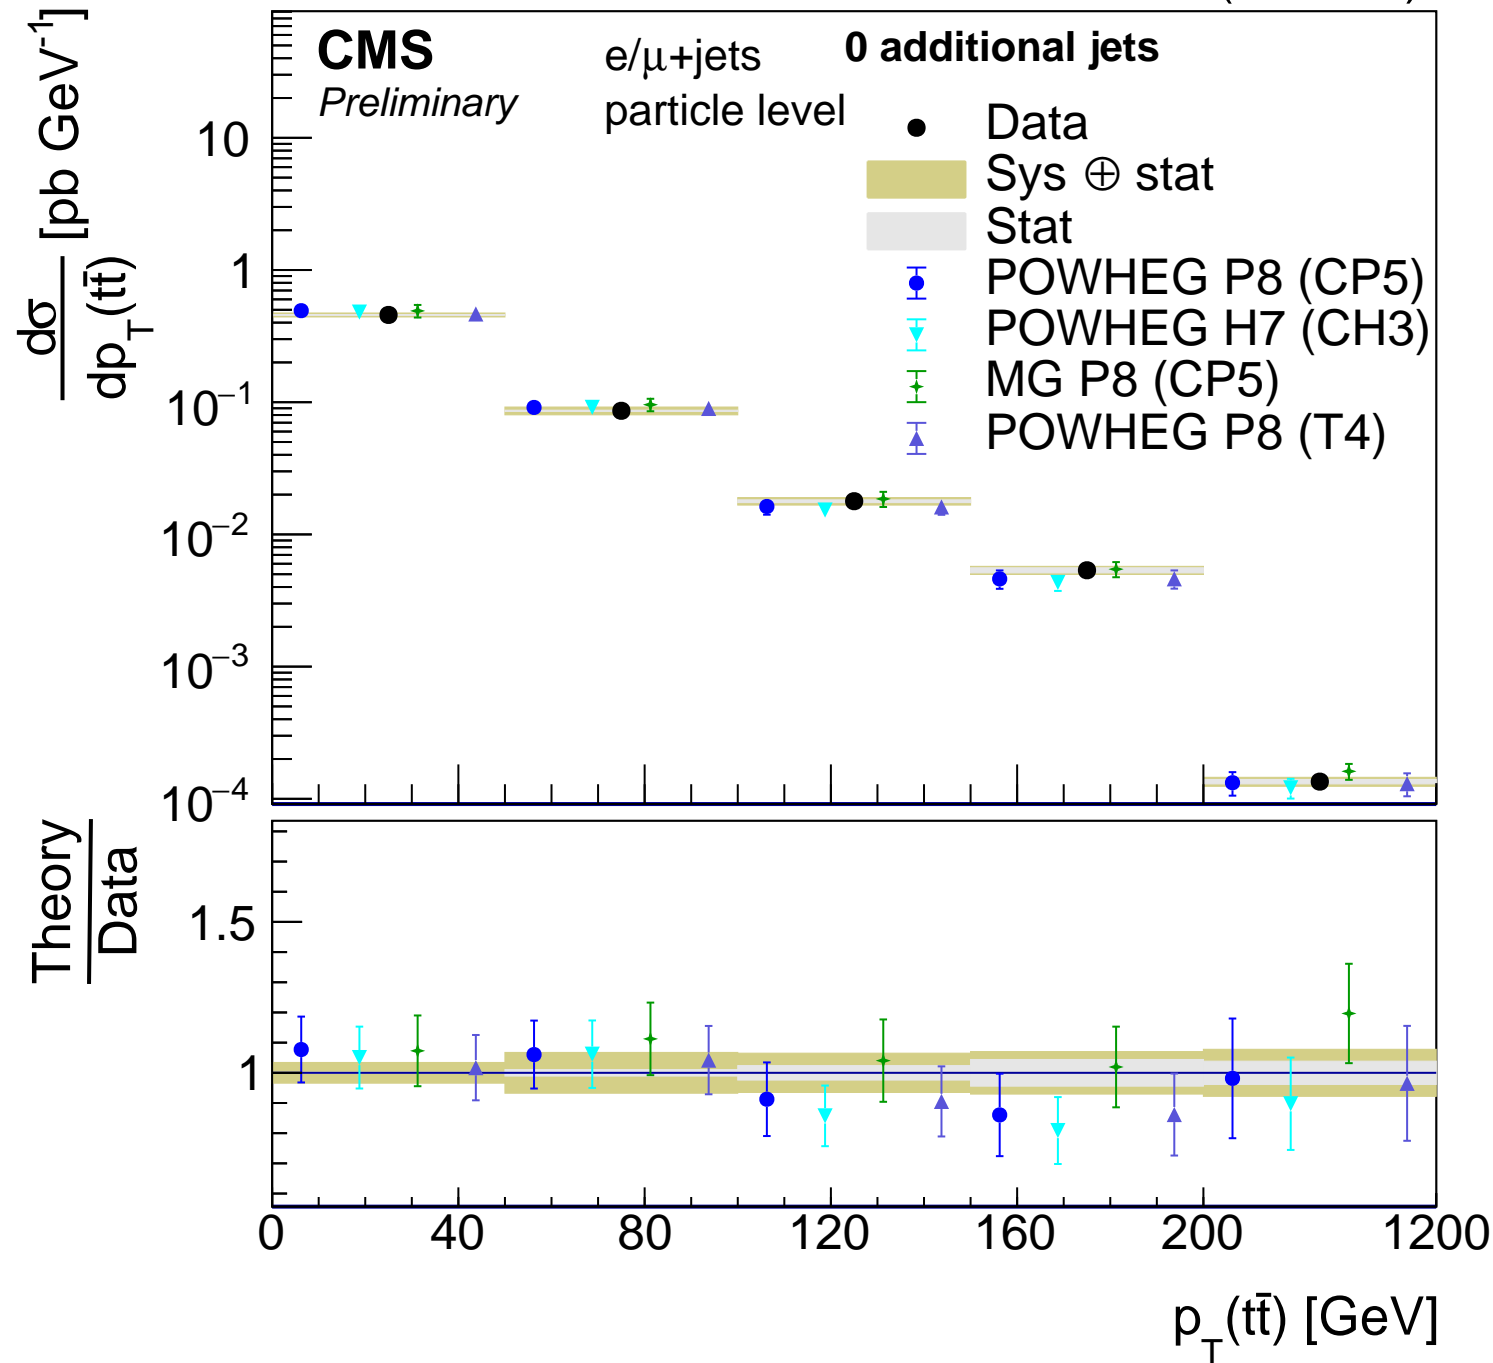 CMS
Preliminary
e/μ+jets
particle level
0 additional jets
Data
Sys ⊕ stat
Stat
POWHEG P8 (CP5)
POWHEG H7 (CH3)
MG P8 (CP5)
POWHEG P8 (T4)
dσ/dp_T(tt̄) [pb GeV⁻¹]
10
1
10⁻¹
10⁻²
10⁻³
10⁻⁴
Theory
Data
1.5
1
0 40 80 120 160 200 1200
p_T(tt̄) [GeV]